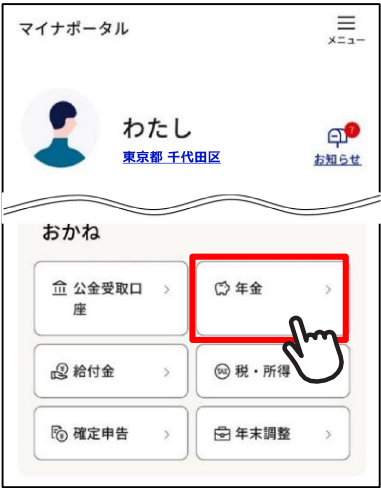 マイナポータル
メニュー
わたし
東京都 千代田区
7
お知らせ
おかね
公金受取口
座
年金
給付金
TAX 税・所得
確定申告
年末調整